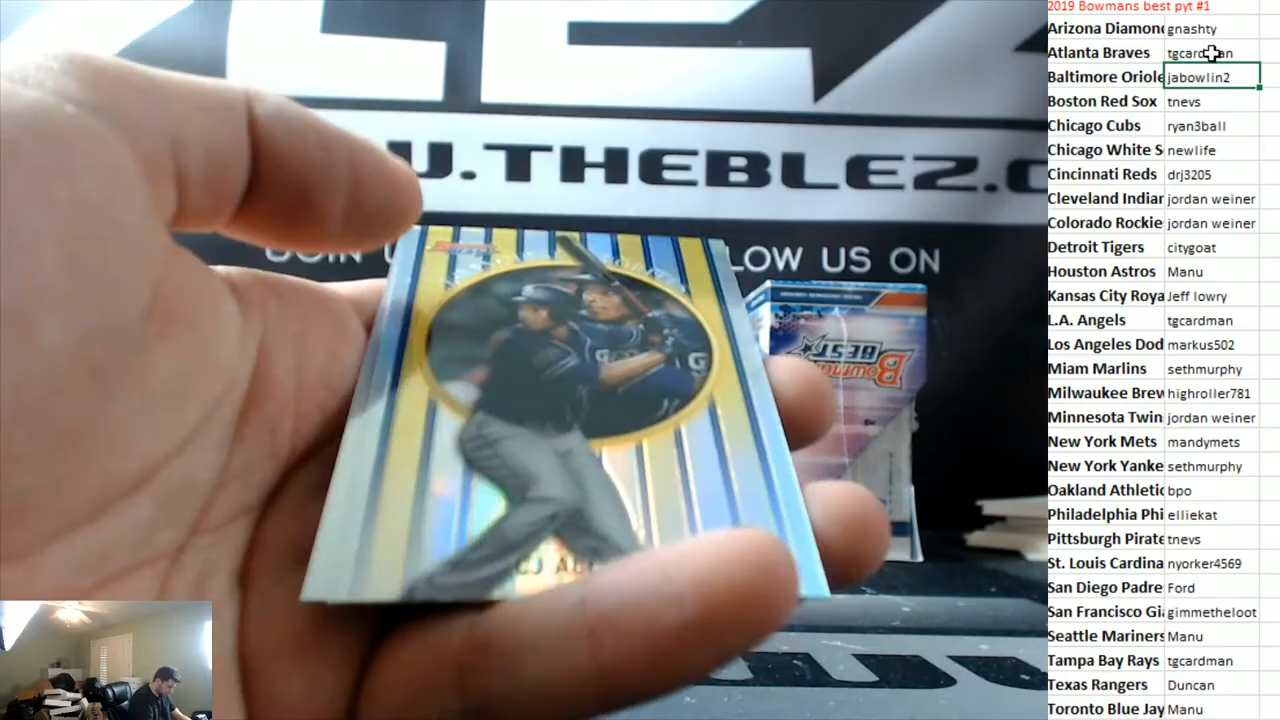 2019 Bowmans best pyt #1
Arizona Diamond gnashty
Atlanta Braves tgcardman
Baltimore Oriole jabowlin2
Boston Red Sox tnevs
Chicago Cubs ryan3ball
Chicago White S newlife
Cincinnati Reds drj3205
Cleveland Indian jordan weiner
Colorado Rockie jordan weiner
Detroit Tigers citygoat
Houston Astros Manu
Kansas City Roya Jeff lowry
L.A. Angels tgcardman
Los Angeles Dod markus502
Miam Marlins sethmurphy
Milwaukee Brew highroller781
Minnesota Twin jordan weiner
New York Mets mandymets
New York Yanke sethmurphy
Oakland Athletic bpo
Philadelphia Phi elliekat
Pittsburgh Pirate tnevs
St. Louis Cardina nyorker4569
San Diego Padre Ford
San Francisco Gi gimmetheloot
Seattle Mariners Manu
Tampa Bay Rays tgcardman
Texas Rangers Duncan
Toronto Blue Jay Manu
.THEBLEZ.
JOIN U
LOW US ON
BOWMAN
BEST
CJ A